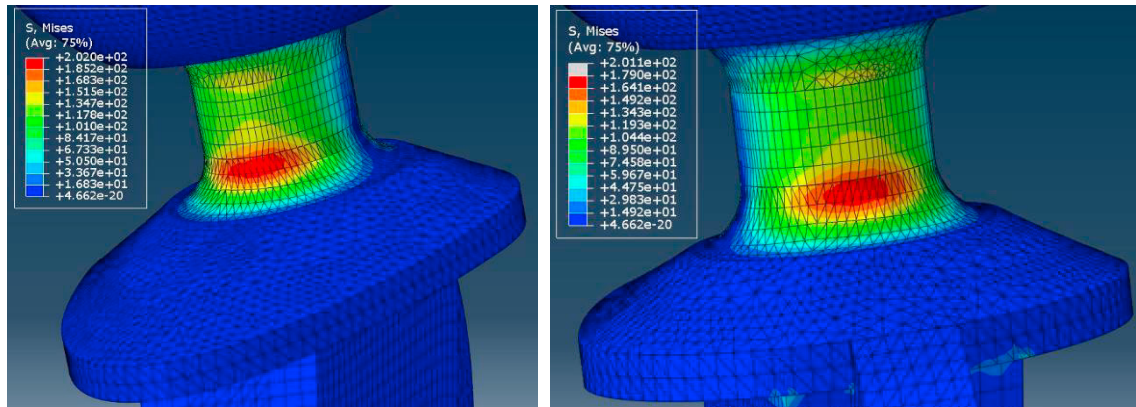 S, Mises
(Avg: 75%)
+2.020e+02
+1.852e+02
+1.683e+02
+1.515e+02
+1.347e+02
+1.178e+02
+1.010e+02
+8.417e+01
+6.733e+01
+5.050e+01
+3.367e+01
+1.683e+01
+4.662e-20
S, Mises
(Avg: 75%)
+2.011e+02
+1.790e+02
+1.641e+02
+1.492e+02
+1.343e+02
+1.193e+02
+1.044e+02
+8.950e+01
+7.458e+01
+5.967e+01
+4.475e+01
+2.983e+01
+1.492e+01
+4.662e-20